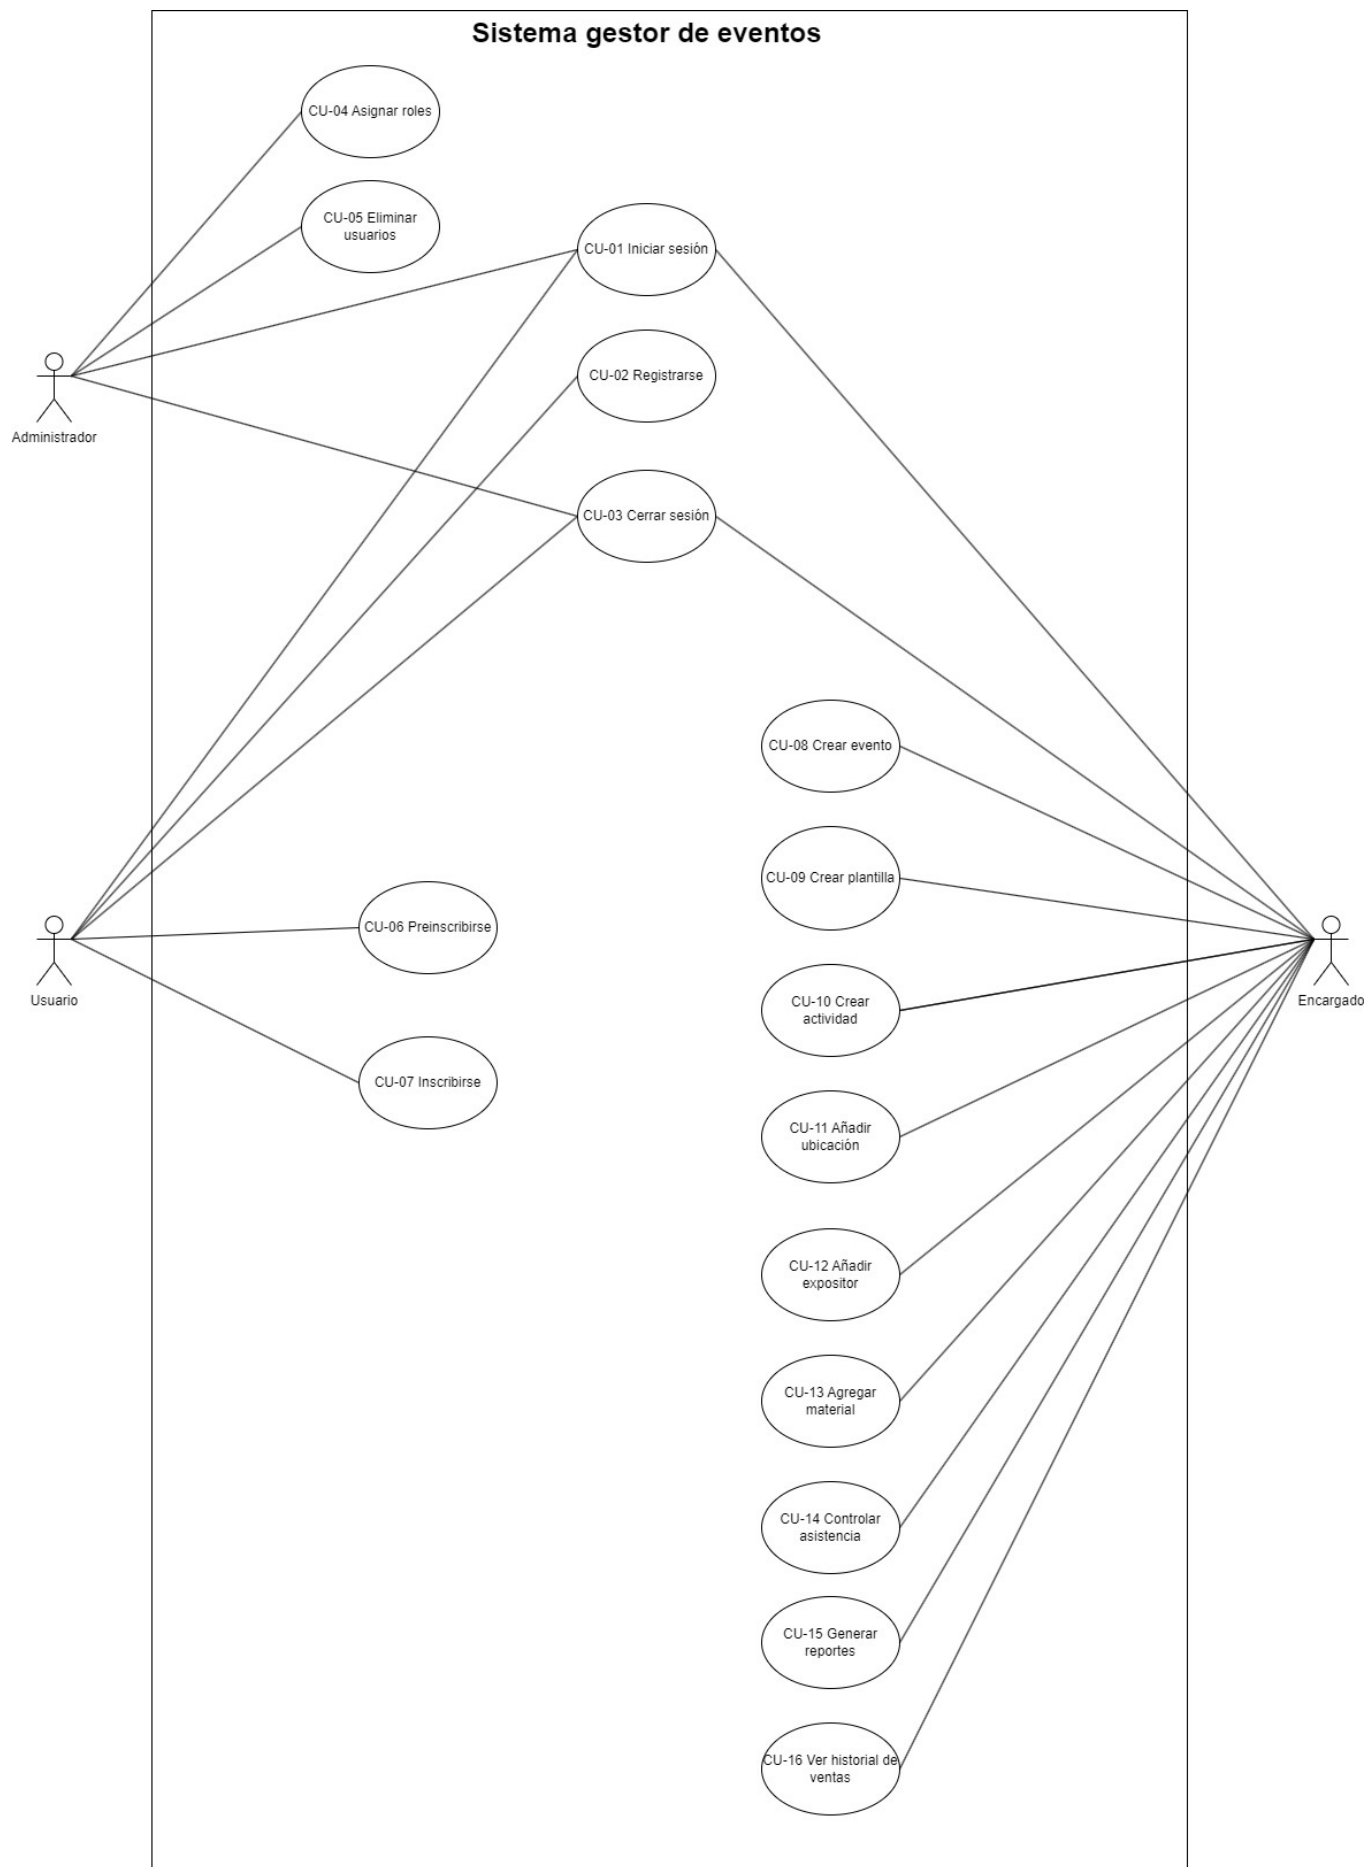 Sistema gestor de eventos
CU-04 Asignar roles
CU-05 Eliminar
usuarios
CU-01 Iniciar sesión
CU-02 Registrarse
Administrador
CU-03 Cerrar sesión
CU-08 Crear evento
CU-09 Crear plantilla
CU-06 Preinscribirse
Usuario
Encargado
CU-10 Crear
actividad
CU-07 Inscribirse
CU-11 Añadir
ubicación
CU-12 Añadir
expositor
CU-13 Agregar
material
CU-14 Controlar
asistencia
CU-15 Generar
reportes
CU-16 Ver historial de
ventas